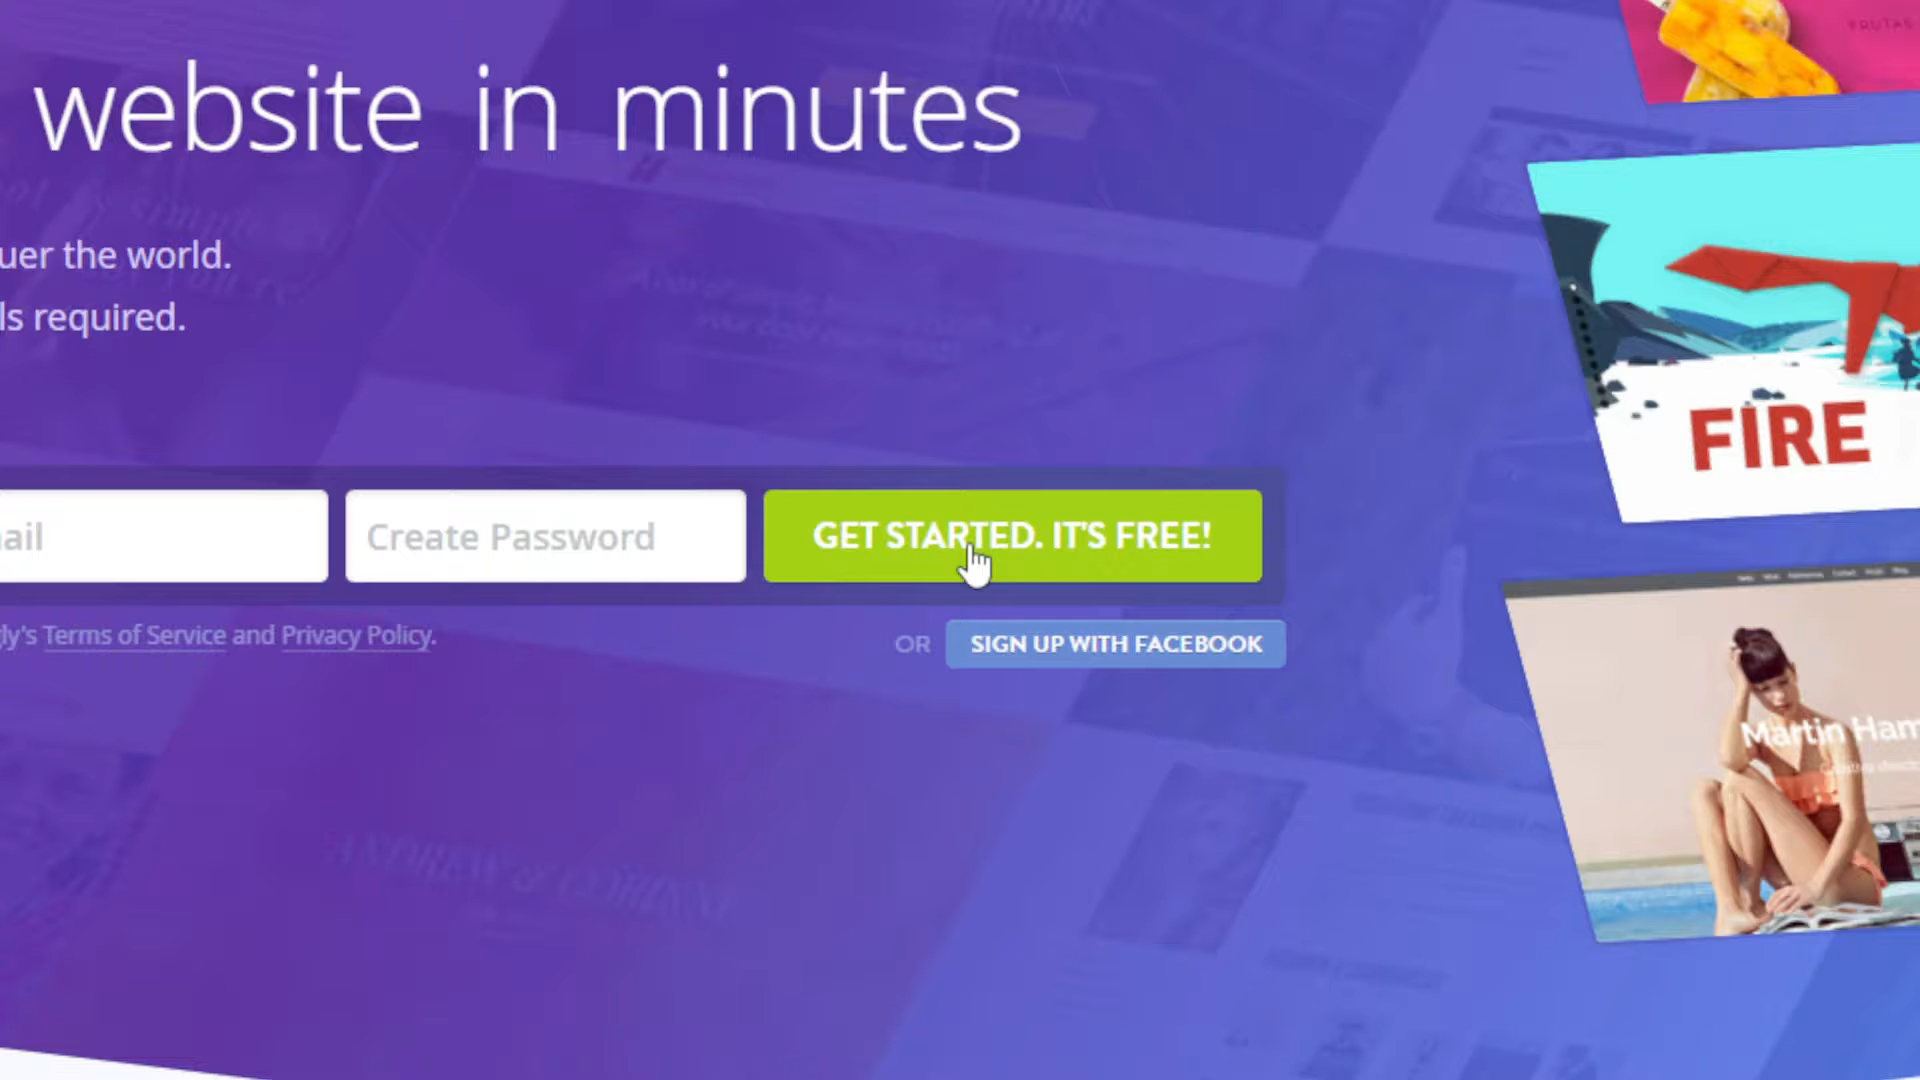 website in minutes
uer the world.
ls required.
ail
Create Password
GET STARTED. IT'S FREE!
ly's Terms of Service and Privacy Policy.
OR
SIGN UP WITH FACEBOOK
FRUTAS
FIRE
Martin Ham